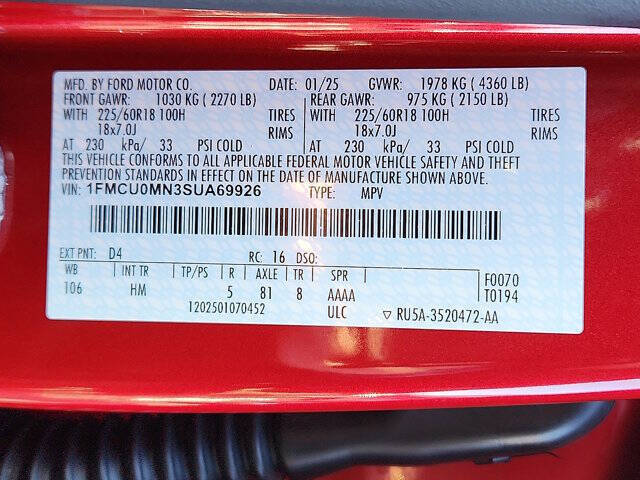 MFD. BY FORD MOTOR CO. DATE: 01/25 GVWR: 1978 KG ( 4360 LB)
FRONT GAWR: 1030 KG ( 2270 LB) REAR GAWR: 975 KG ( 2150 LB)
WITH 225/60R18 100H TIRES WITH 225/60R18 100H TIRES
18x7.0J RIMS 18x7.0J RIMS
AT 230 kPa/ 33 PSI COLD AT 230 kPa/ 33 PSI COLD
THIS VEHICLE CONFORMS TO ALL APPLICABLE FEDERAL MOTOR VEHICLE SAFETY AND THEFT
PREVENTION STANDARDS IN EFFECT ON THE DATE OF MANUFACTURE SHOWN ABOVE.
VIN: 1FMCU0MN3SUA69926 TYPE: MPV
EXT PNT: D4 RC: 16 DSO:
WB INT TR TP/PS R AXLE TR SPR F0070
106 HM 5 81 8 AAAA T0194
1202501070452 ULC ▽ RU5A-3520472-AA